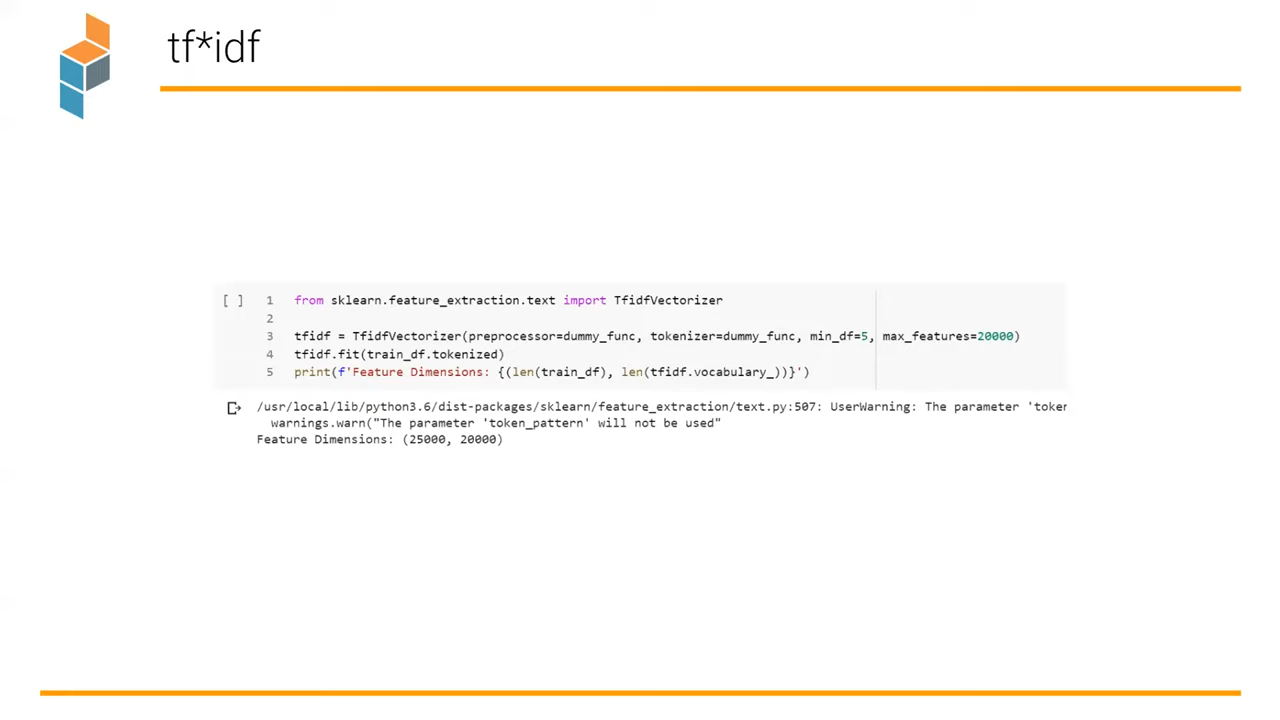 tf*idf
[ ] 1 from sklearn.feature_extraction.text import TfidfVectorizer
2
3 tfidf = TfidfVectorizer(preprocessor=dummy_func, tokenizer=dummy_func, min_df=5, max_features=20000)
4 tfidf.fit(train_df.tokenized)
5 print(f'Feature Dimensions: {(len(train_df), len(tfidf.vocabulary_))}')
/usr/local/lib/python3.6/dist-packages/sklearn/feature_extraction/text.py:507: UserWarning: The parameter 'token
warnings.warn("The parameter 'token_pattern' will not be used"
Feature Dimensions: (25000, 20000)